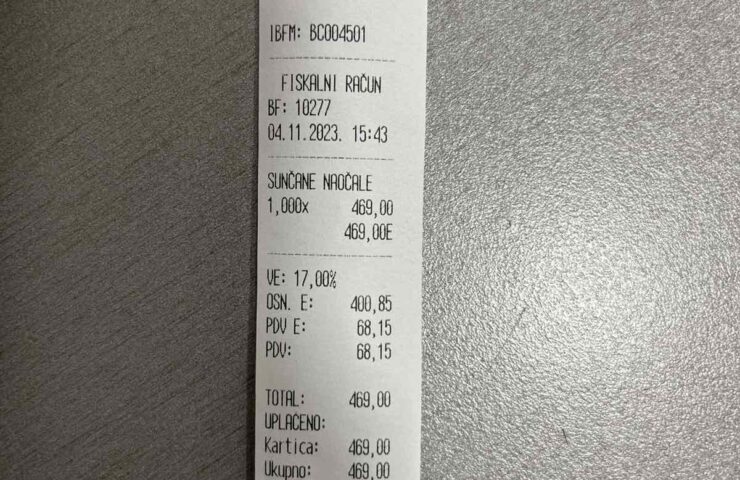 IBFM: BC004501
FISKALNI RAČUN
BF: 10277
04.11.2023. 15:43
SUNČANE NAOČALE
1,000x 469,00
469,00E
VE: 17,00%
OSN. E: 400,85
PDV E: 68,15
PDV: 68,15
TOTAL: 469,00
UPLAĆENO:
Kartica: 469,00
Ukupno: 469,00